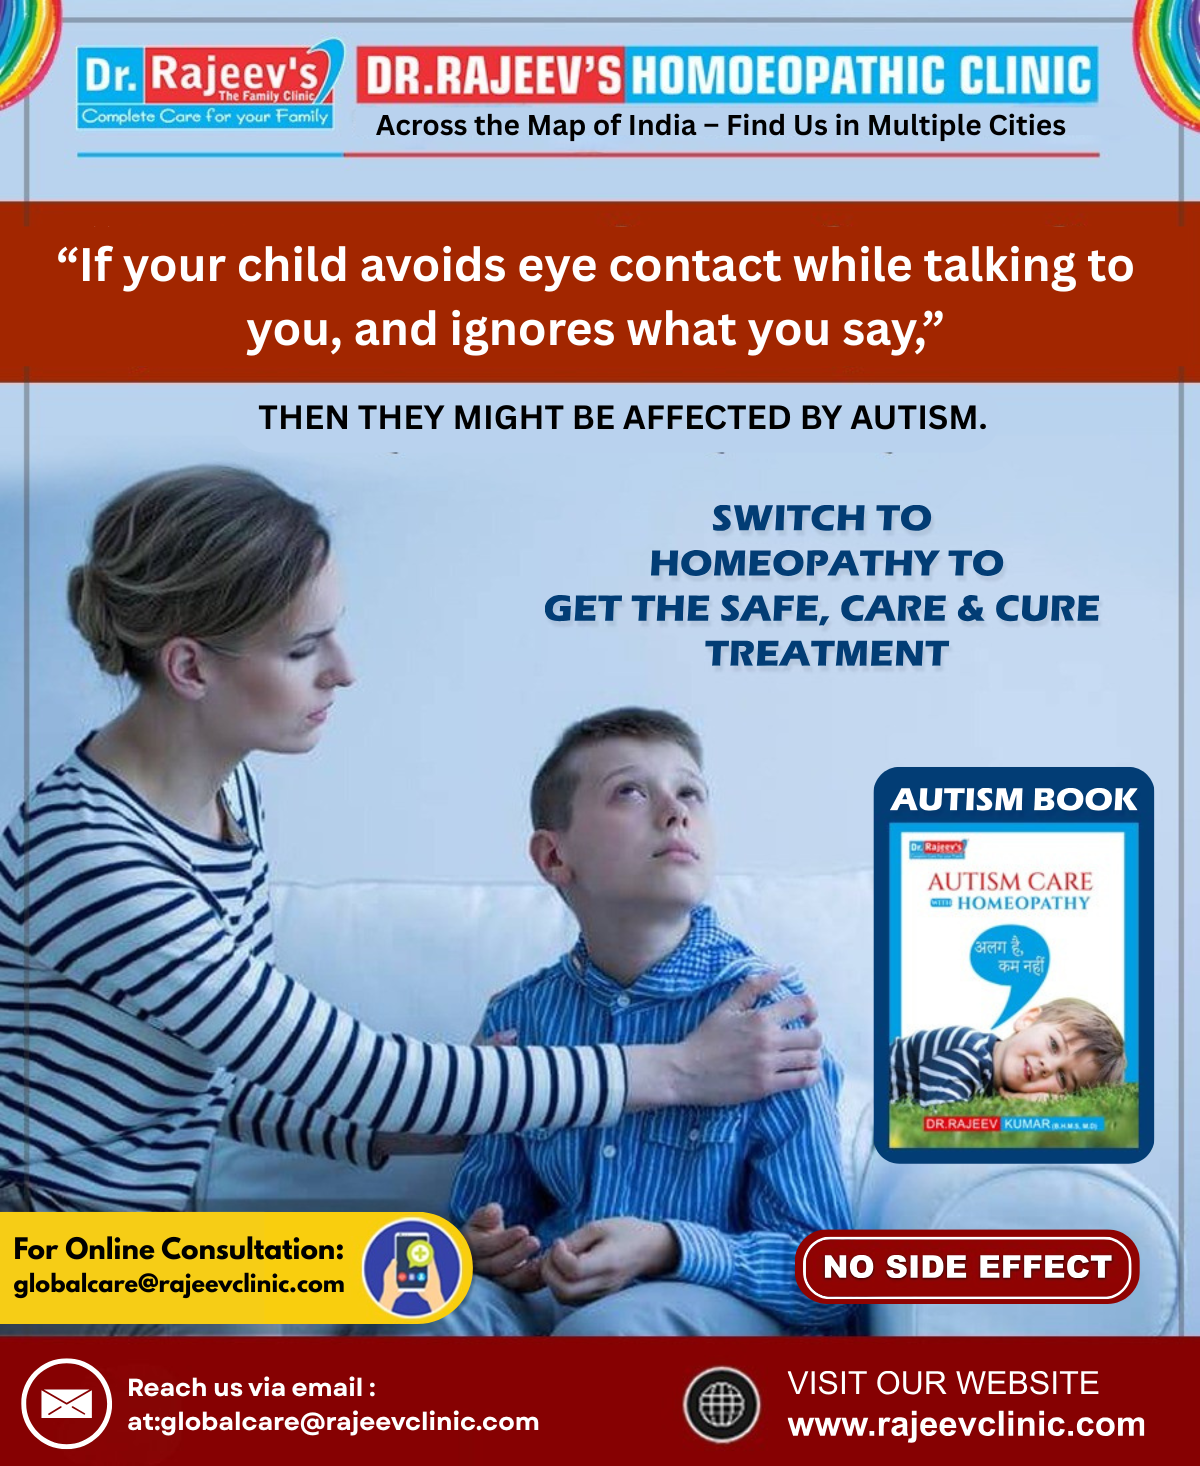 Dr. Rajeev's
The Family Clinic
Complete Care for your Family
DR.RAJEEV'S HOMOEOPATHIC CLINIC
Across the Map of India – Find Us in Multiple Cities
“If your child avoids eye contact while talking to
you, and ignores what you say,”
THEN THEY MIGHT BE AFFECTED BY AUTISM.
SWITCH TO
HOMEOPATHY TO
GET THE SAFE, CARE & CURE
TREATMENT
AUTISM BOOK
Dr. Rajeev's
AUTISM CARE
WITH HOMEOPATHY
अलग है,
कम नहीं
DR.RAJEEV KUMAR (B.H.M.S, M.D)
For Online Consultation:
globalcare@rajeevclinic.com
NO SIDE EFFECT
Reach us via email :
at:globalcare@rajeevclinic.com
VISIT OUR WEBSITE
www.rajeevclinic.com